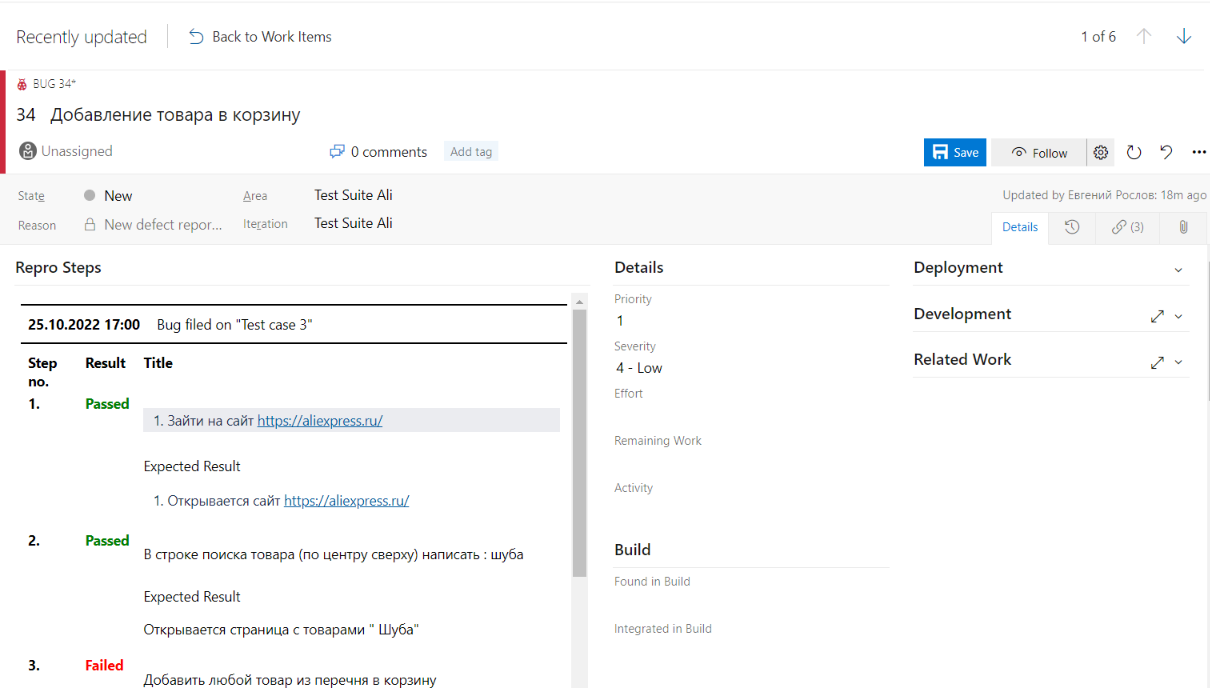 Recently updated
Back to Work Items
1 of 6
BUG 34*
34 Добавление товара в корзину
Unassigned
0 comments
Add tag
Save
Follow
State
New
Area
Test Suite Ali
Updated by Евгений Рослов: 18m ago
Reason
New defect repor...
Iteration
Test Suite Ali
Details
(3)
Repro Steps
25.10.2022 17:00 Bug filed on "Test case 3"
Step no.
Result
Title
1.
Passed
1. Зайти на сайт https://aliexpress.ru/
Expected Result
1. Открывается сайт https://aliexpress.ru/
2.
Passed
В строке поиска товара (по центру сверху) написать : шуба
Expected Result
Открывается страница с товарами " Шуба"
3.
Failed
Добавить любой товар из перечня в корзину
Details
Priority
1
Severity
4 - Low
Effort
Remaining Work
Activity
Build
Found in Build
Integrated in Build
Deployment
Development
Related Work